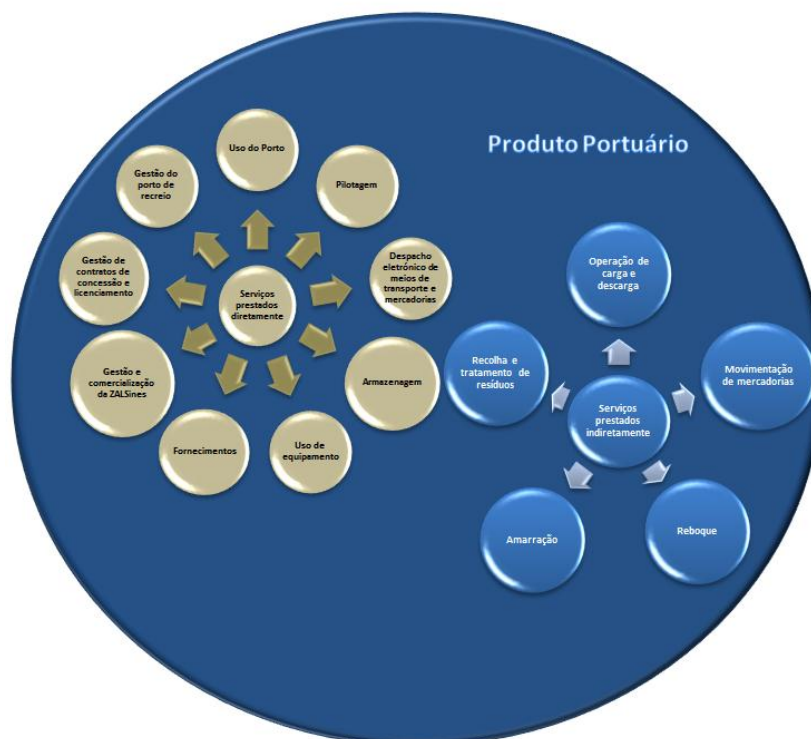 Produto Portuário
Uso do Porto
Pilotagem
Despacho
eletrónico de
meios de
transporte e
mercadorias
Armazenagem
Uso de
equipamento
Fornecimentos
Gestão e
comercialização
da ZALSines
Gestão de
contratos de
concessão e
licenciamento
Gestão do
porto de
recreio
Serviços
prestados
diretamente
Operação de
carga e
descarga
Movimentação
de mercadorias
Reboque
Amarração
Recolha e
tratamento de
resíduos
Serviços
prestados
indiretamente